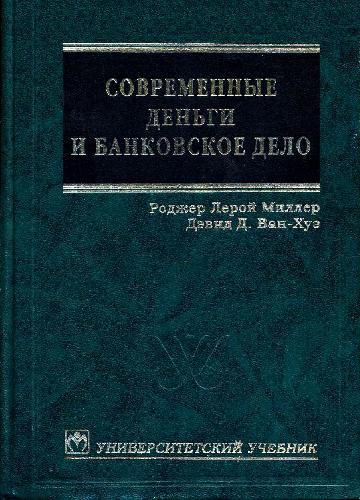 СОВРЕМЕННЫЕ
ДЕНЬГИ
И БАНКОВСКОЕ ДЕЛО
Роджер Лерой Миллер
Дэвид Д. Ван-Хуз
УНИВЕРСИТЕТСКИЙ УЧЕБНИК